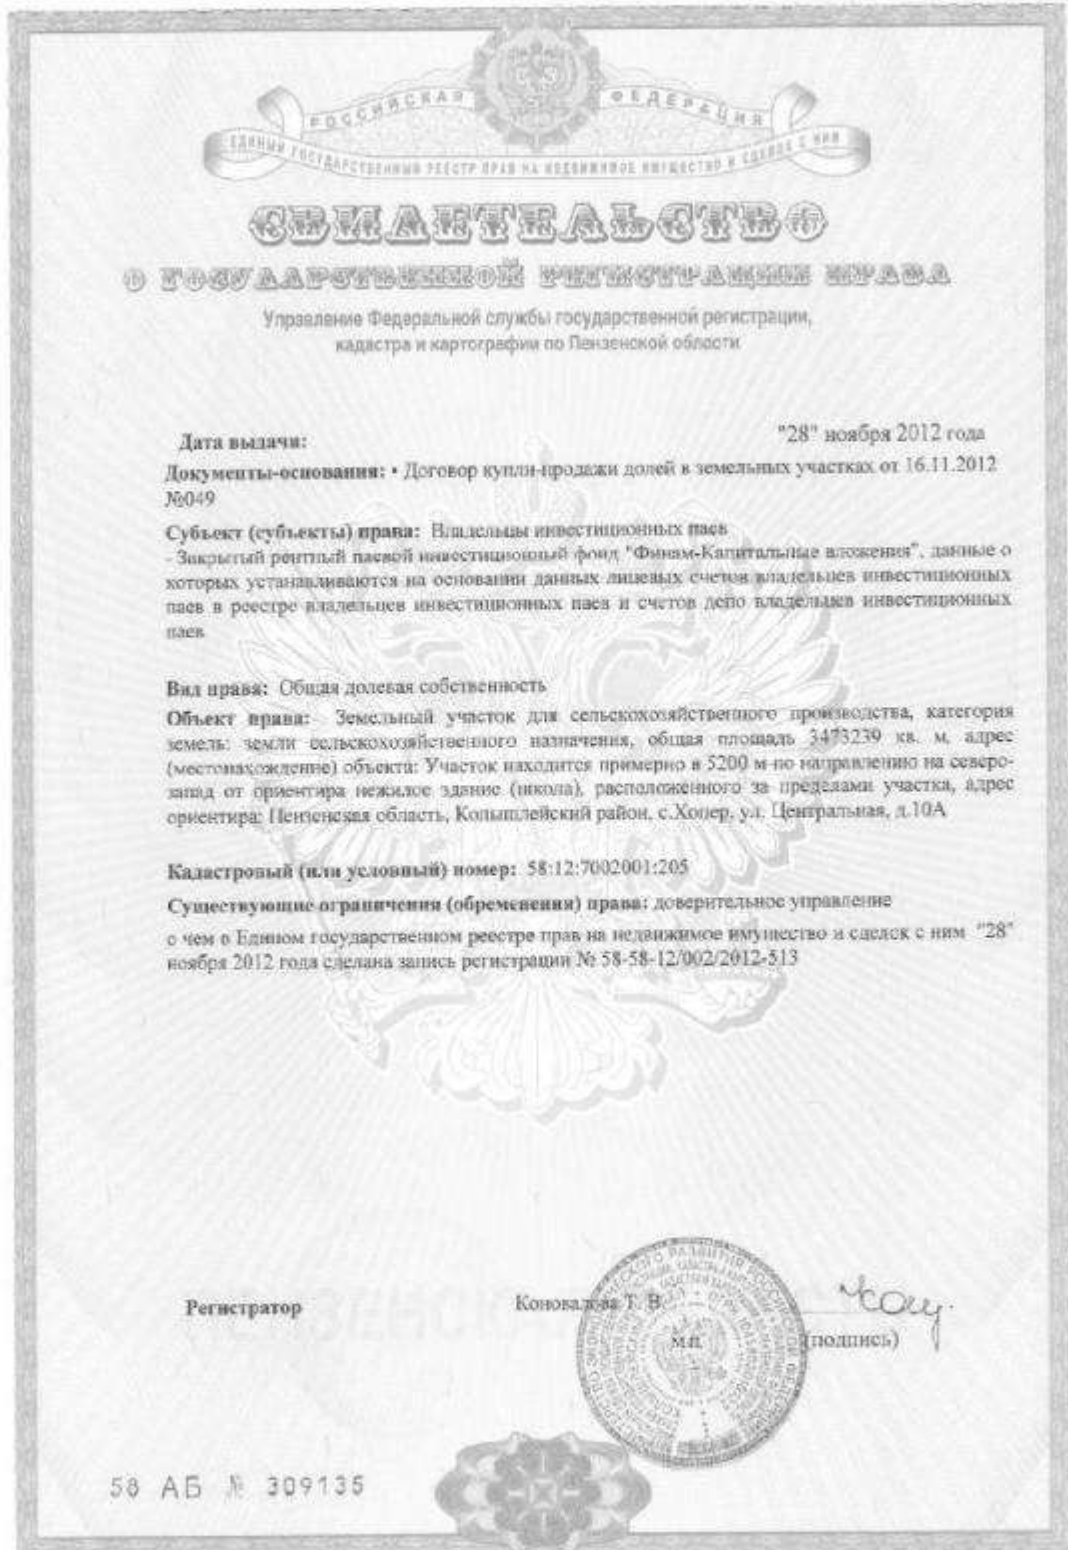 РОССИЙСКАЯ ФЕДЕРАЦИЯ
ЕДИНЫЙ ГОСУДАРСТВЕННЫЙ РЕЕСТР ПРАВ НА НЕДВИЖИМОЕ ИМУЩЕСТВО И СДЕЛОК С НИМ
СВИДЕТЕЛЬСТВО
О ГОСУДАРСТВЕННОЙ РЕГИСТРАЦИИ ПРАВА
Управление Федеральной службы государственной регистрации,
кадастра и картографии по Пензенской области
Дата выдачи: "28" ноября 2012 года
Документы-основания: • Договор купли-продажи долей в земельных участках от 16.11.2012
№049
Субъект (субъекты) права: Владельцы инвестиционных паев
- Закрытый рентный паевой инвестиционный фонд "Финам-Капитальные вложения", данные о
которых устанавливаются на основании данных лицевых счетов владельцев инвестиционных
паев в реестре владельцев инвестиционных паев и счетов депо владельцев инвестиционных
паев
Вид права: Общая долевая собственность
Объект права: Земельный участок для сельскохозяйственного производства, категория
земель: земли сельскохозяйственного назначения, общая площадь 3473239 кв. м, адрес
(местонахождение) объекта: Участок находится примерно в 5200 м по направлению на северо-
запад от ориентира нежилое здание (школа), расположенного за пределами участка, адрес
ориентира: Пензенская область, Колышлейский район, с.Хопер, ул. Центральная, д.10А
Кадастровый (или условный) номер: 58:12:7002001:205
Существующие ограничения (обременения) права: доверительное управление
о чем в Едином государственном реестре прав на недвижимое имущество и сделок с ним "28"
ноября 2012 года сделана запись регистрации № 58-58-12/002/2012-513
Регистратор Коновалова Т. В.
м.п. (подпись)
58 АБ № 309135